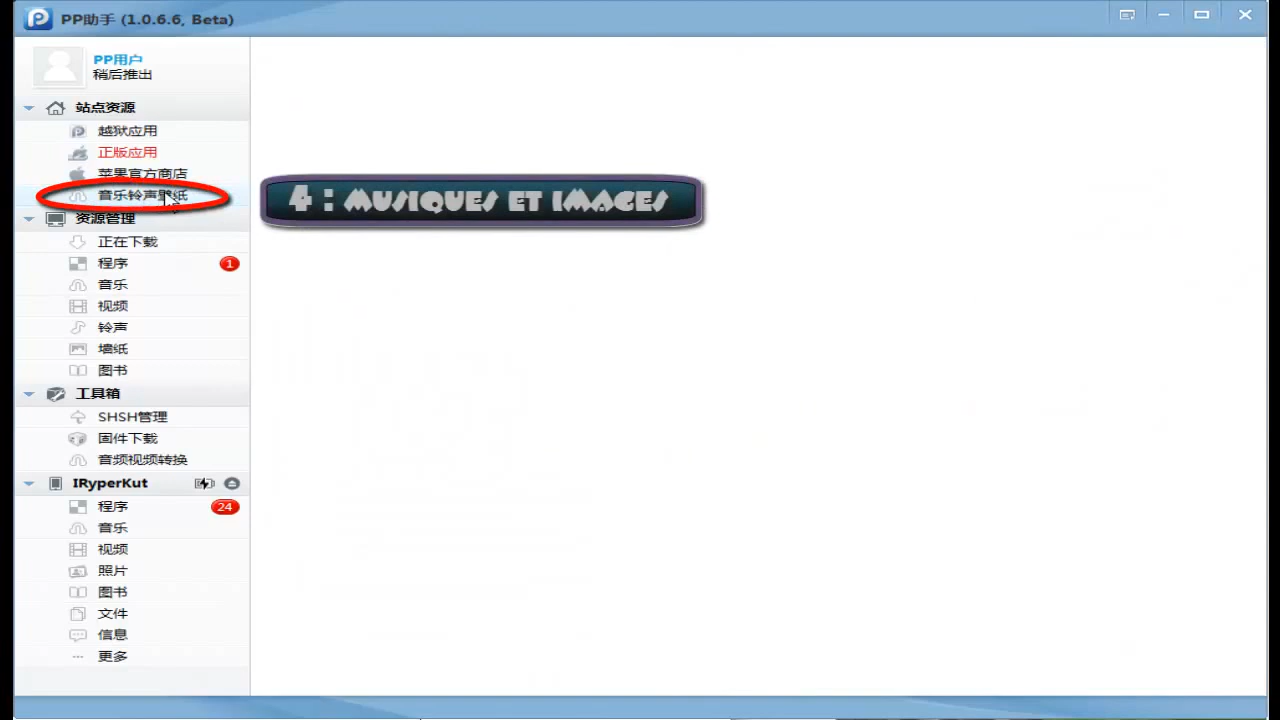 PP助手 (1.0.6.6, Beta)
PP用户
稍后推出
站点资源
越狱应用
正版应用
苹果官方商店
音乐铃声壁纸
4 : MUSIQUES ET IMAGES
资源管理
正在下载
程序 1
音乐
视频
铃声
墙纸
图书
工具箱
SHSH管理
固件下载
音频视频转换
IRyperKut
程序 24
音乐
视频
照片
图书
文件
信息
更多